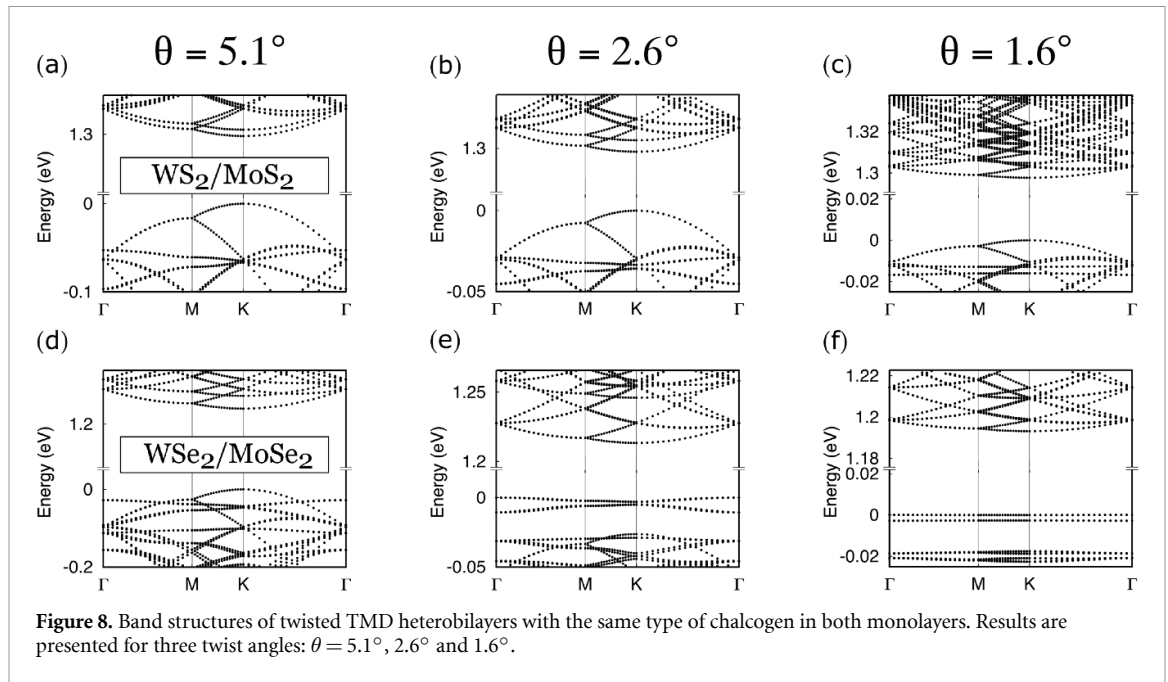 θ = 5.1° θ = 2.6° θ = 1.6°
(a) (b) (c)
Energy (eV)
1.3
0
-0.1
WS₂/MoS₂
Γ M K Γ
Energy (eV)
1.3
0
-0.05
Γ M K Γ
Energy (eV)
1.32
1.3
0.02
0
-0.02
Γ M K Γ
(d) (e) (f)
Energy (eV)
1.2
0
-0.2
WSe₂/MoSe₂
Γ M K Γ
Energy (eV)
1.25
1.2
0
-0.05
Γ M K Γ
Energy (eV)
1.22
1.2
1.18
0.02
0
-0.02
Γ M K Γ
Figure 8. Band structures of twisted TMD heterobilayers with the same type of chalcogen in both monolayers. Results are
presented for three twist angles: θ = 5.1°, 2.6° and 1.6°.